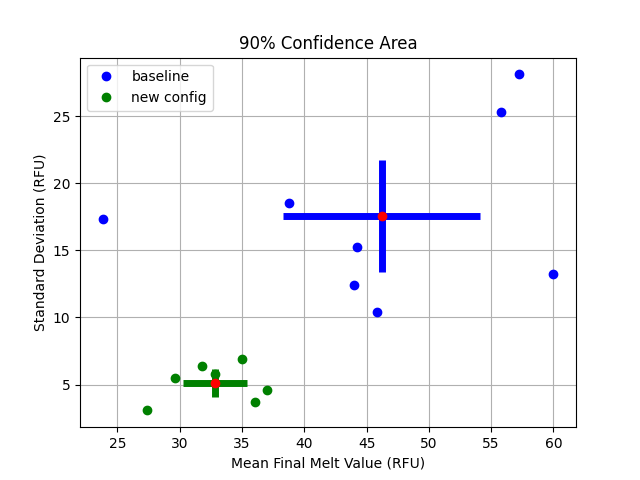 90% Confidence Area
baseline
new config
Standard Deviation (RFU)
25
20
15
10
5
25 30 35 40 45 50 55 60
Mean Final Melt Value (RFU)